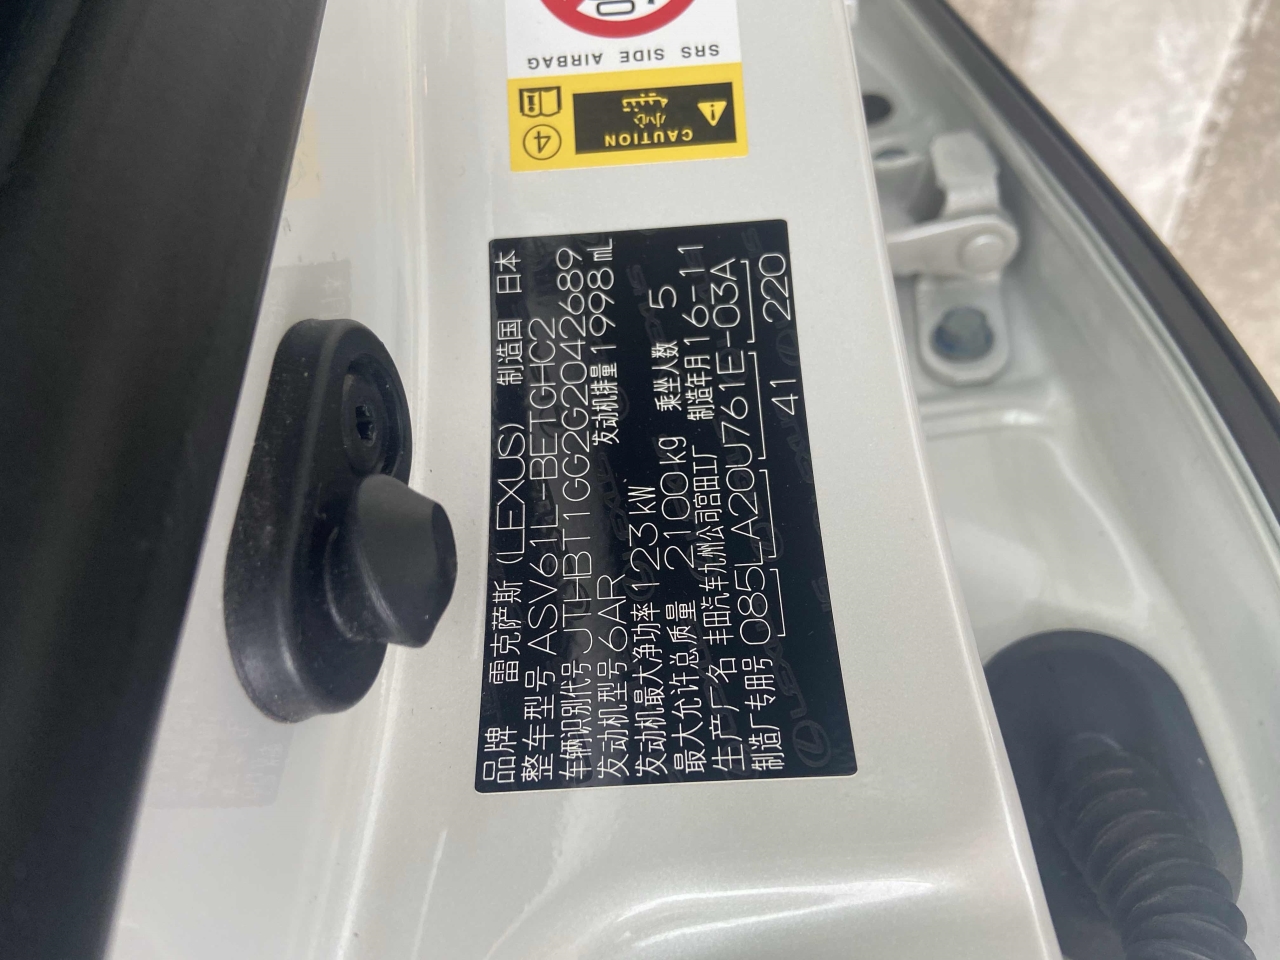 SRS SIDE AIRBAG
CAUTION
小心
4
品牌 雷克萨斯 (LEXUS) 制造国 日本
整车型号 ASV61L-BETGHC2
车辆识别代号 JTHBT1GG2G2042689
发动机型号 6AR 发动机排量 1998 mL
发动机最大净功率 123 kW
最大允许总质量 2100 kg 乘坐人数 5
生产厂名 丰田汽车九州公司宫田工厂 制造年月 16-11
制造厂专用号 085LA20U761E-03A
41 220